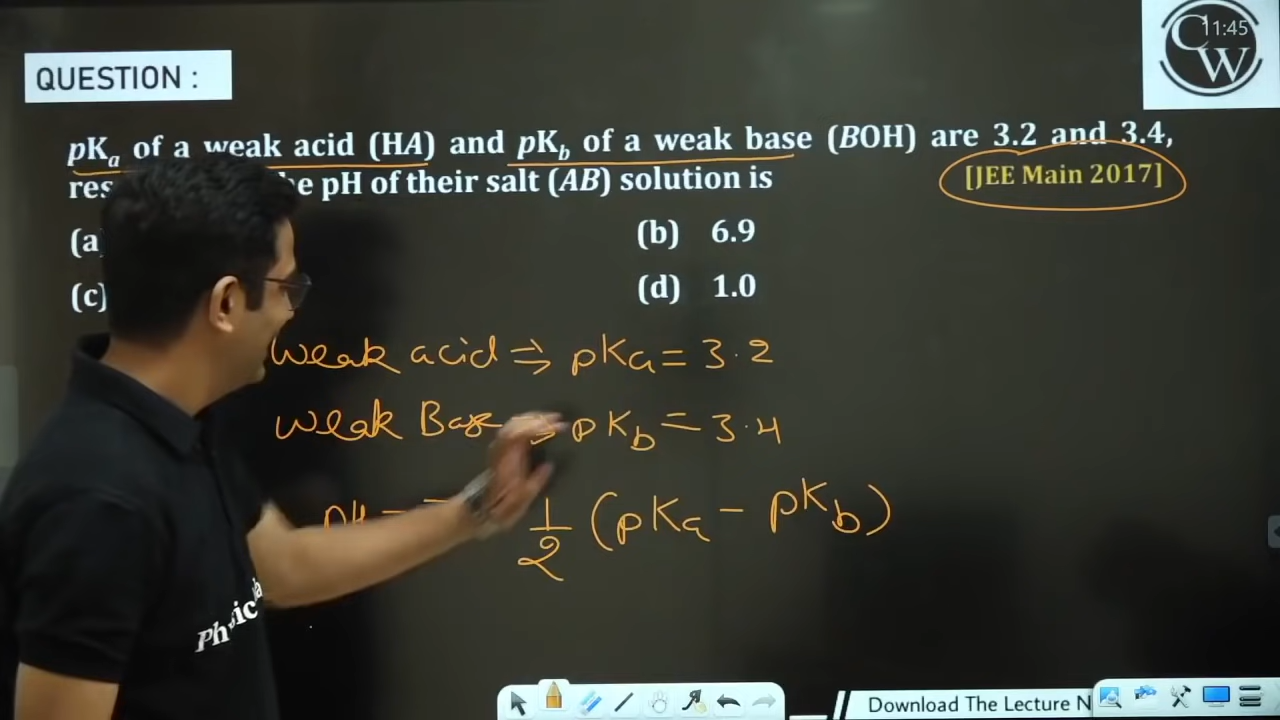 11:45
CW
QUESTION :
pKa of a weak acid (HA) and pKb of a weak base (BOH) are 3.2 and 3.4,
pH of their salt (AB) solution is
[JEE Main 2017]
(a
(b) 6.9
(c)
(d) 1.0
weak acid ⇒ pKa = 3.2
weak Base ⇒ pKb = 3.4
pH = 1/2 (pKa - pKb)
Download The Lecture N